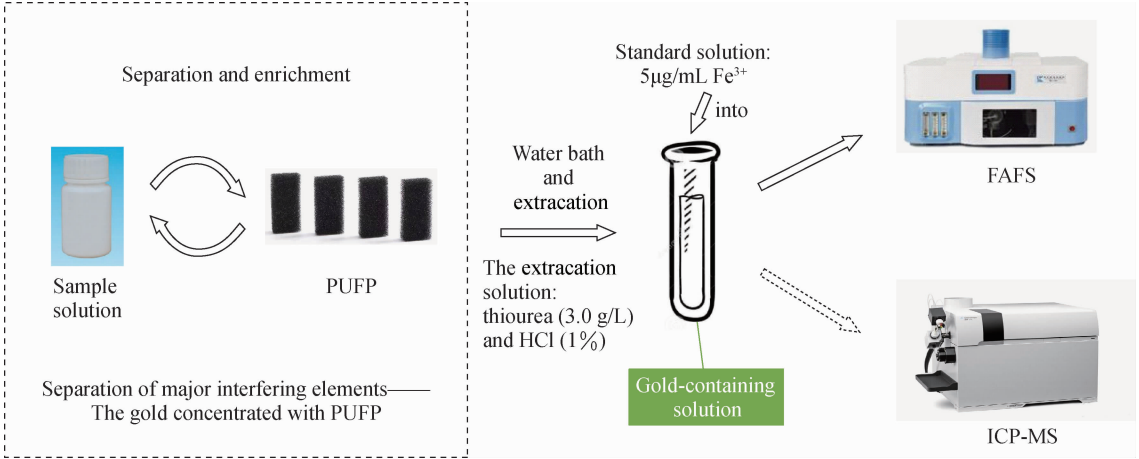 Separation and enrichment
Sample
solution
PUFP
Separation of major interfering elements——
The gold concentrated with PUFP
Water bath
and
extracation
The extracation
solution:
thiourea (3.0 g/L)
and HCl (1%)
Standard solution:
5μg/mL Fe³⁺
into
Gold-containing
solution
FAFS
ICP-MS